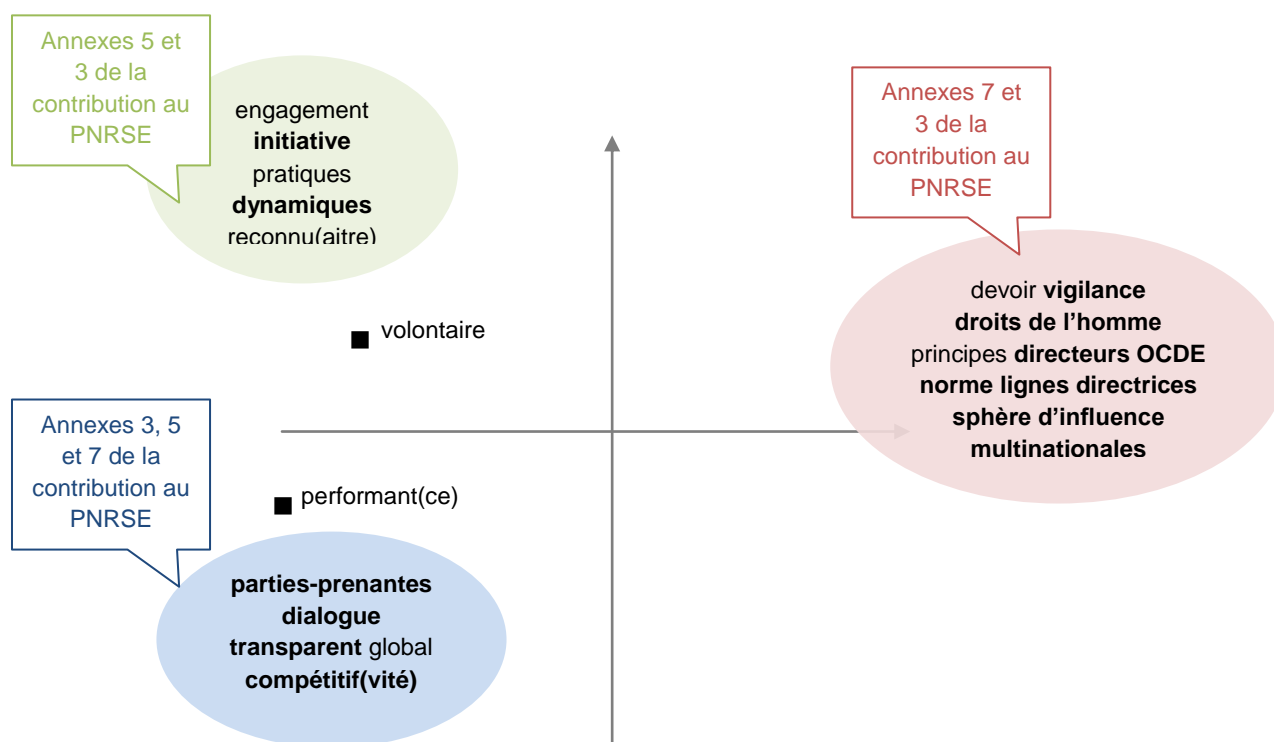 Annexes 5 et
3 de la
contribution au
PNRSE
engagement
initiative
pratiques
dynamiques
reconnu(aitre)
Annexes 7 et
3 de la
contribution au
PNRSE
devoir vigilance
droits de l’homme
principes directeurs OCDE
norme lignes directrices
sphère d’influence
multinationales
volontaire
Annexes 3, 5
et 7 de la
contribution au
PNRSE
performant(ce)
parties-prenantes
dialogue
transparent global
compétitif(vité)